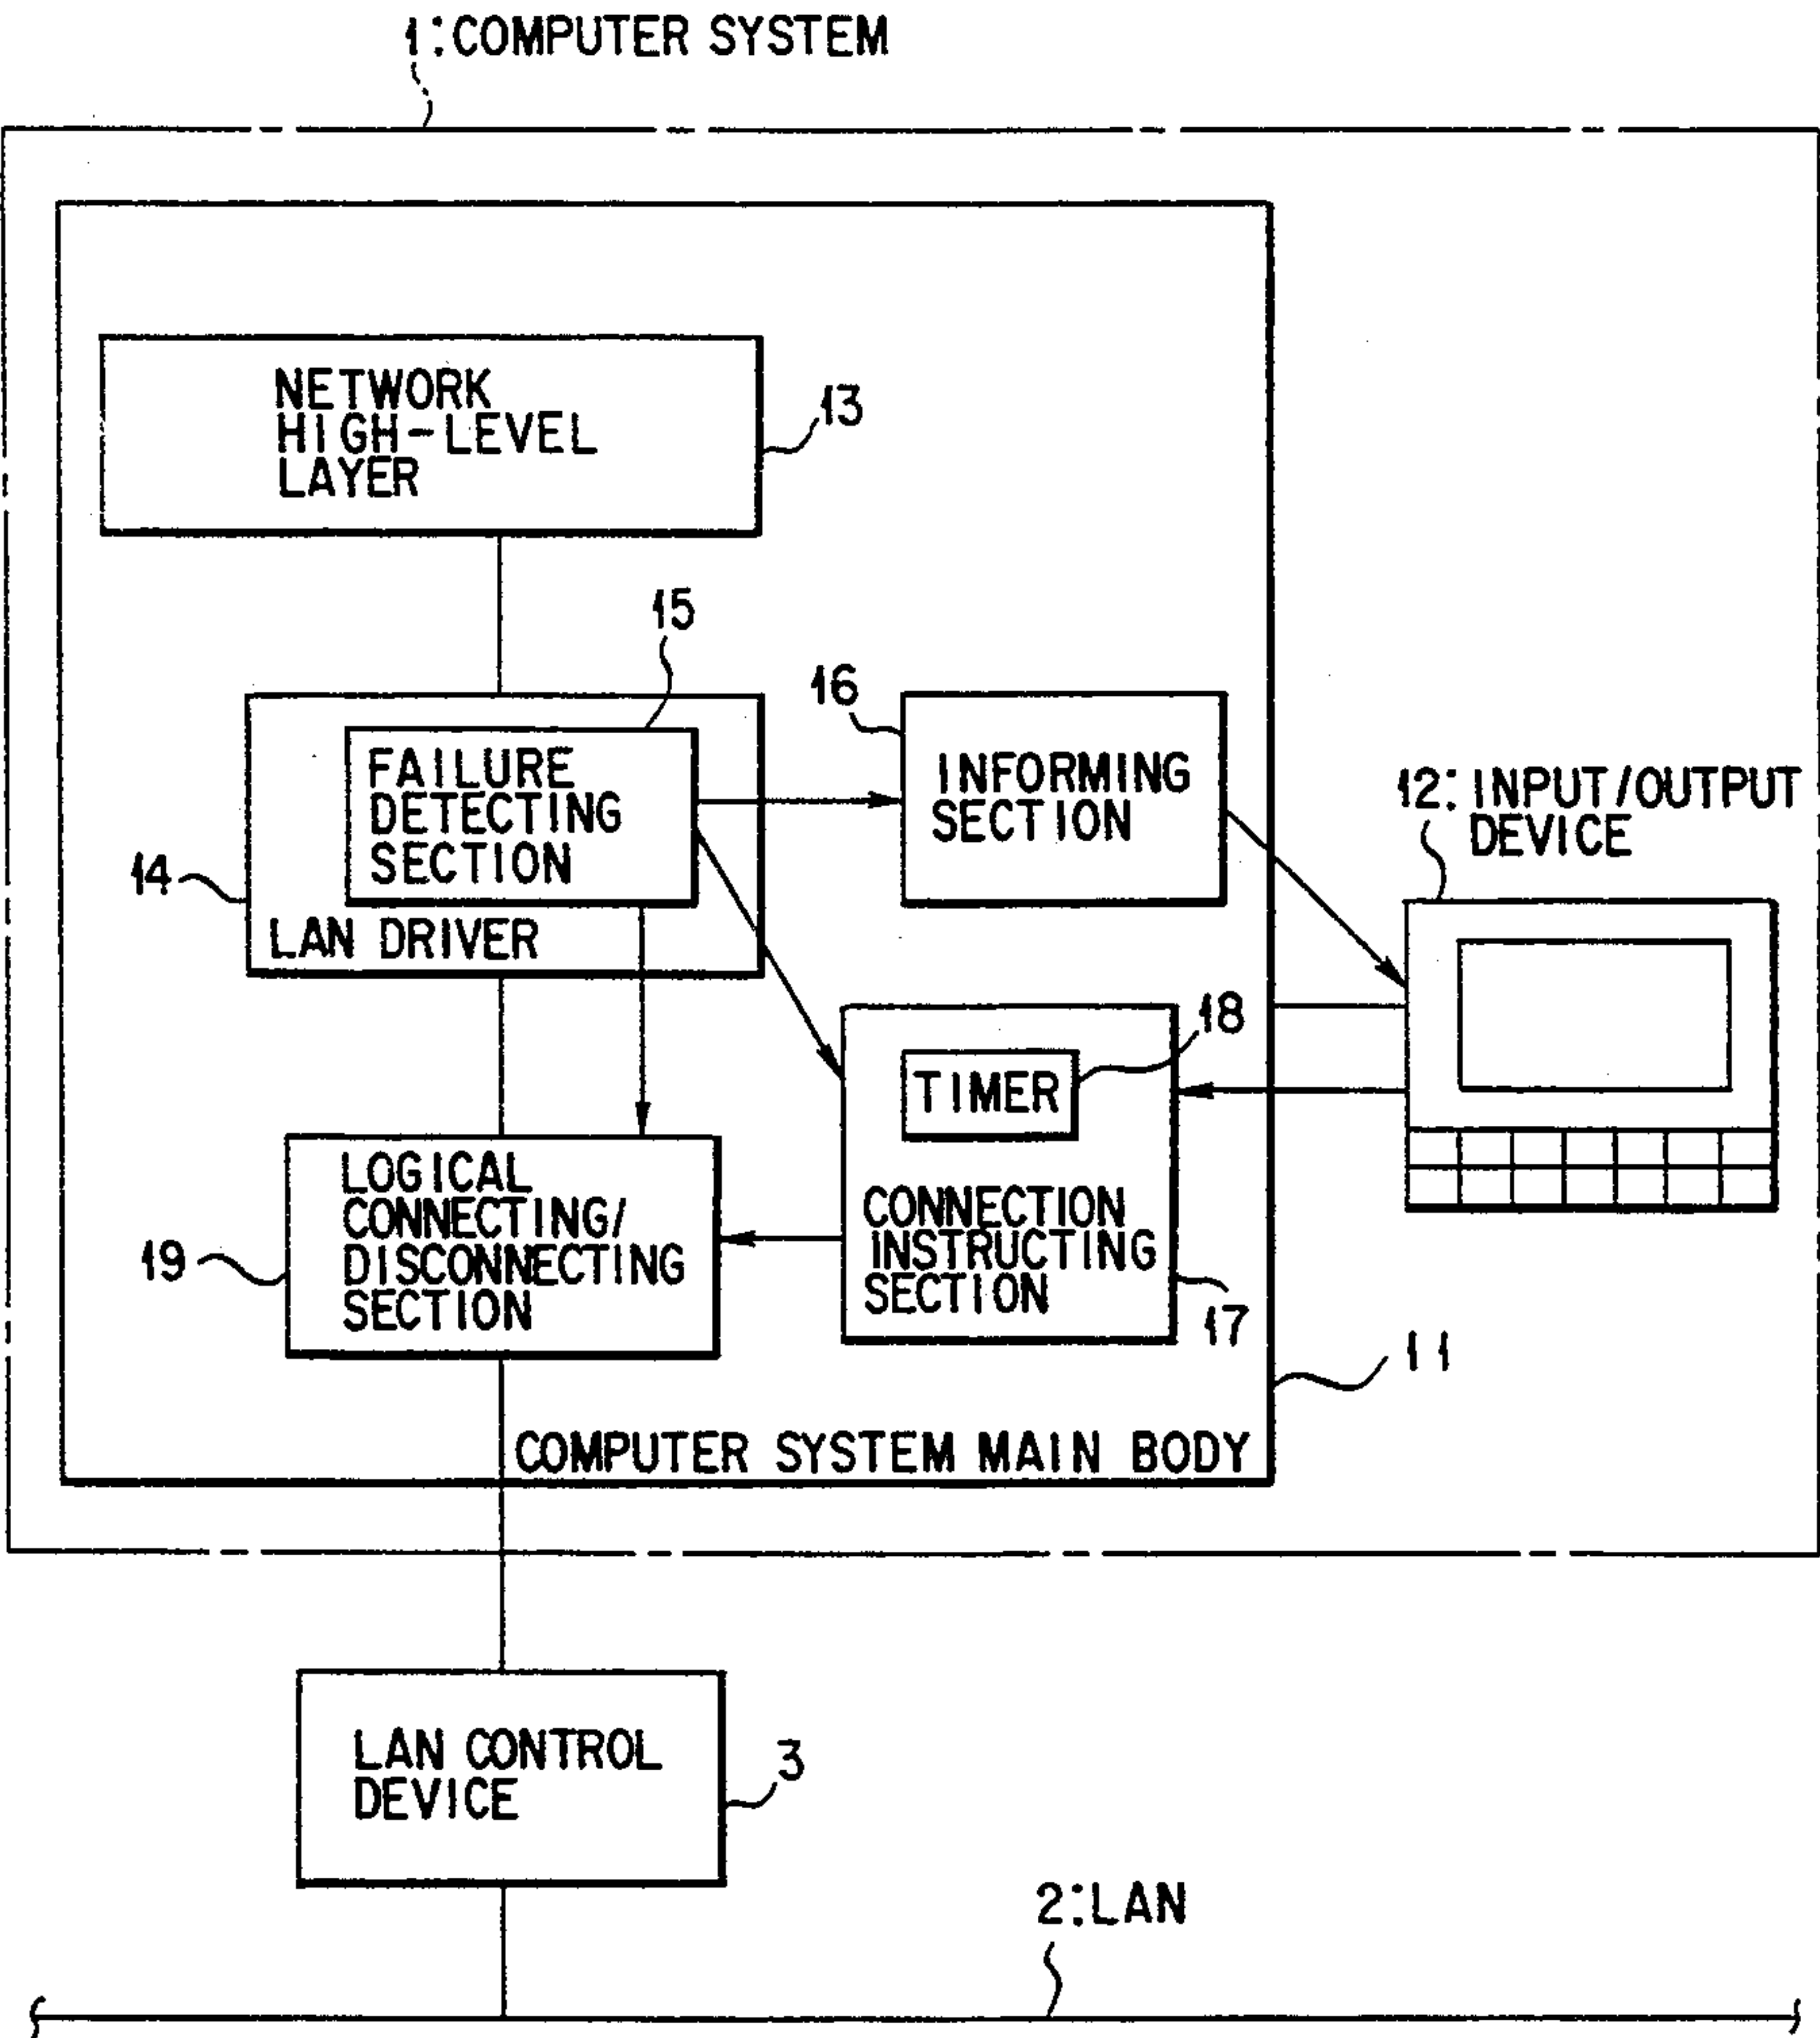 1:COMPUTER SYSTEM
NETWORK
HIGH-LEVEL
LAYER
13
15
16
FAILURE
DETECTING
SECTION
INFORMING
SECTION
12:INPUT/OUTPUT
DEVICE
14
LAN DRIVER
18
TIMER
LOGICAL
CONNECTING/
DISCONNECTING
SECTION
19
CONNECTION
INSTRUCTING
SECTION
17
11
COMPUTER SYSTEM MAIN BODY
LAN CONTROL
DEVICE
3
2:LAN